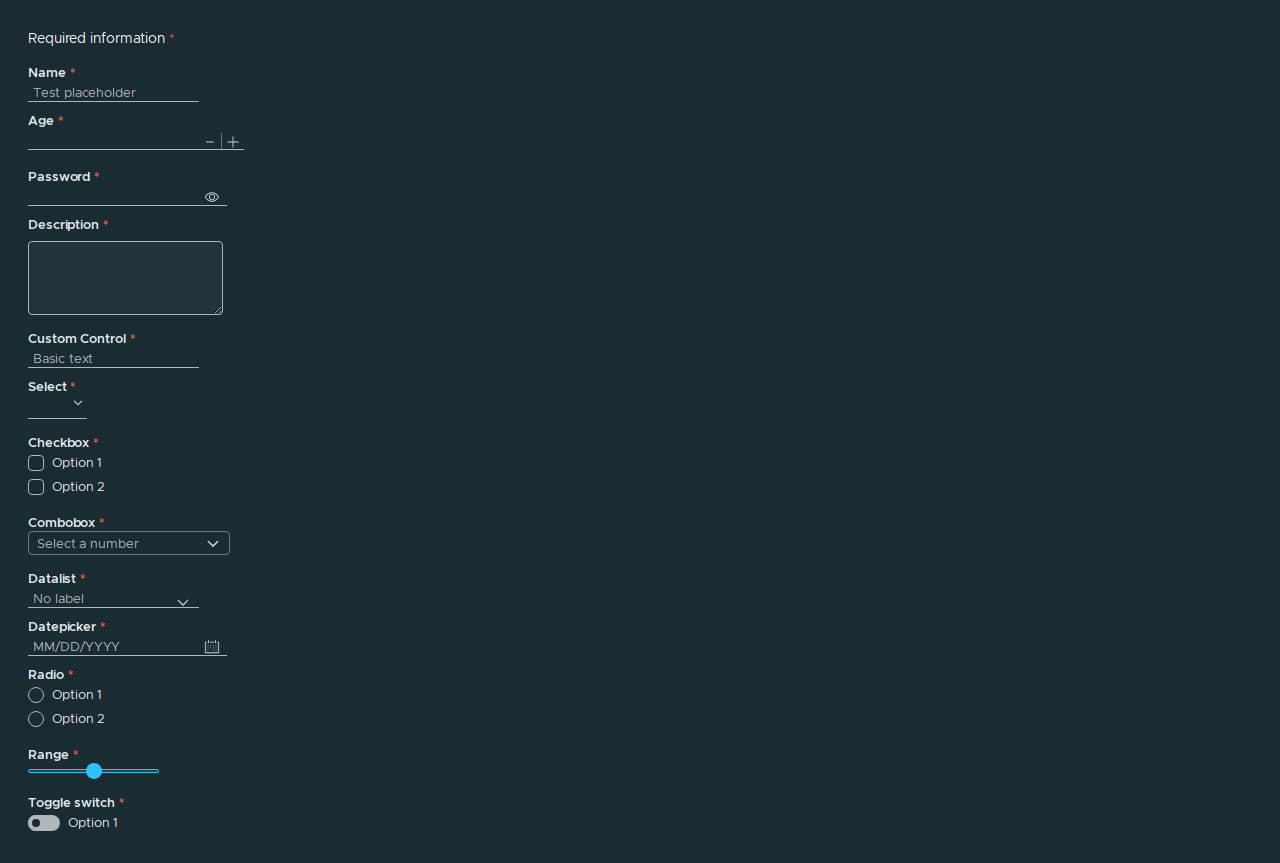 Required information *
Name *
Test placeholder
Age *
Password *
Description *
Custom Control *
Basic text
Select *
Checkbox *
Option 1
Option 2
Combobox *
Select a number
Datalist *
No label
Datepicker *
MM/DD/YYYY
Radio *
Option 1
Option 2
Range *
Toggle switch *
Option 1